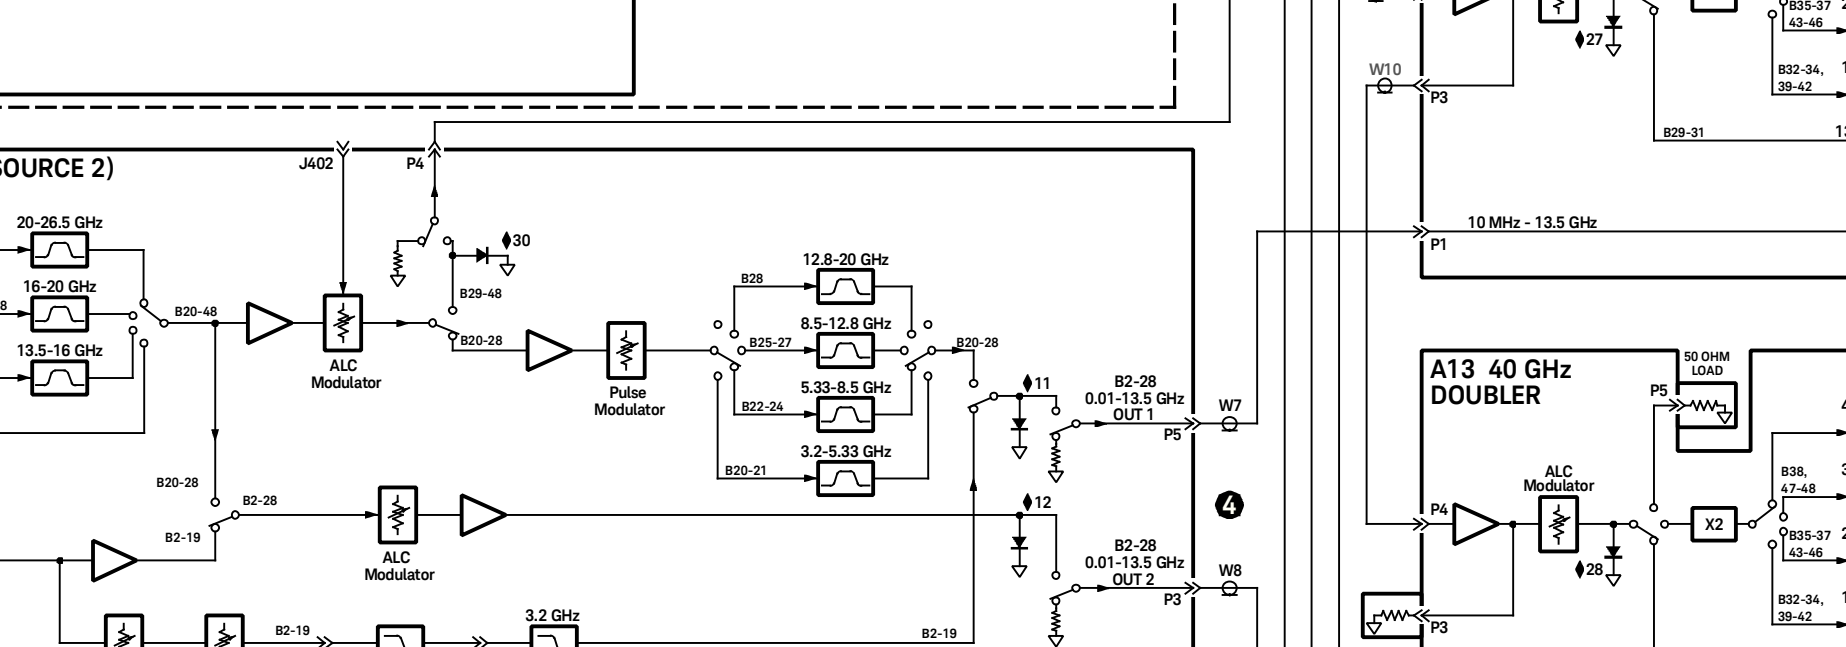 B35-37
43-46
27
W10
P3
B32-34,
39-42
B29-31
J402
P4
OURCE 2)
20-26.5 GHz
16-20 GHz
8
13.5-16 GHz
B20-48
ALC
Modulator
30
B29-48
B20-28
Pulse
Modulator
12.8-20 GHz
B28
8.5-12.8 GHz
B25-27
5.33-8.5 GHz
B22-24
3.2-5.33 GHz
B20-21
B20-28
11
B2-28
0.01-13.5 GHz
OUT 1
P5
W7
10 MHz - 13.5 GHz
P1
B20-28
B2-28
B2-19
ALC
Modulator
12
4
B2-28
0.01-13.5 GHz
OUT 2
P3
W8
B2-19
3.2 GHz
B2-19
A13 40 GHz
DOUBLER
50 OHM
LOAD
P5
ALC
Modulator
P4
X2
28
P3
B38,
47-48
B35-37
43-46
B32-34,
39-42